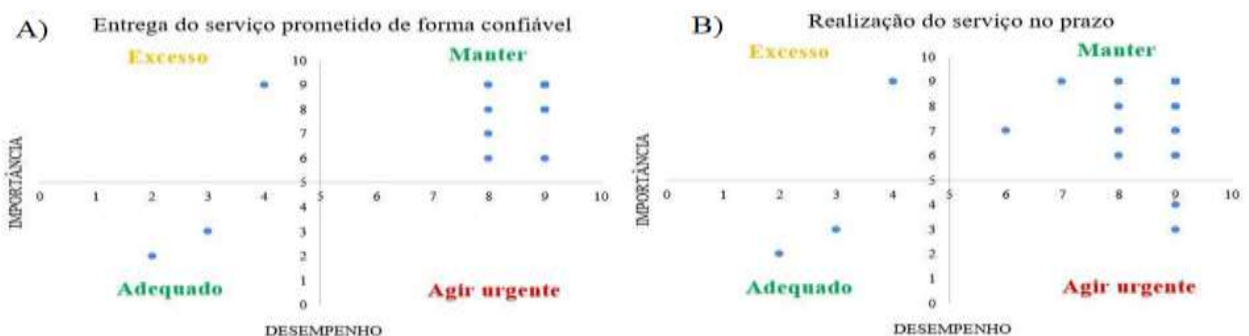 A) Entrega do serviço prometido de forma confiável
Excesso
Manter
10
9
8
7
6
5
4
3
2
1
0
0 1 2 3 4 5 6 7 8 9 10
IMPORTÂNCIA
Adequado
Agir urgente
DESEMPENHO
B) Realização do serviço no prazo
Excesso
Manter
10
9
8
7
6
5
4
3
2
1
0
0 1 2 3 4 5 6 7 8 9 10
IMPORTÂNCIA
Adequado
Agir urgente
DESEMPENHO